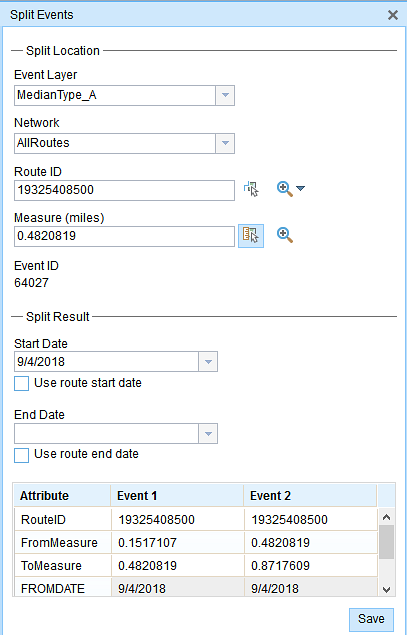 Split Events
Split Location
Event Layer
MedianType_A
Network
AllRoutes
Route ID
19325408500
Measure (miles)
0.4820819
Event ID
64027
Split Result
Start Date
9/4/2018
Use route start date
End Date
Use route end date
Attribute Event 1 Event 2
RouteID 19325408500 19325408500
FromMeasure 0.1517107 0.4820819
ToMeasure 0.4820819 0.8717609
FROMDATE 9/4/2018 9/4/2018
Save